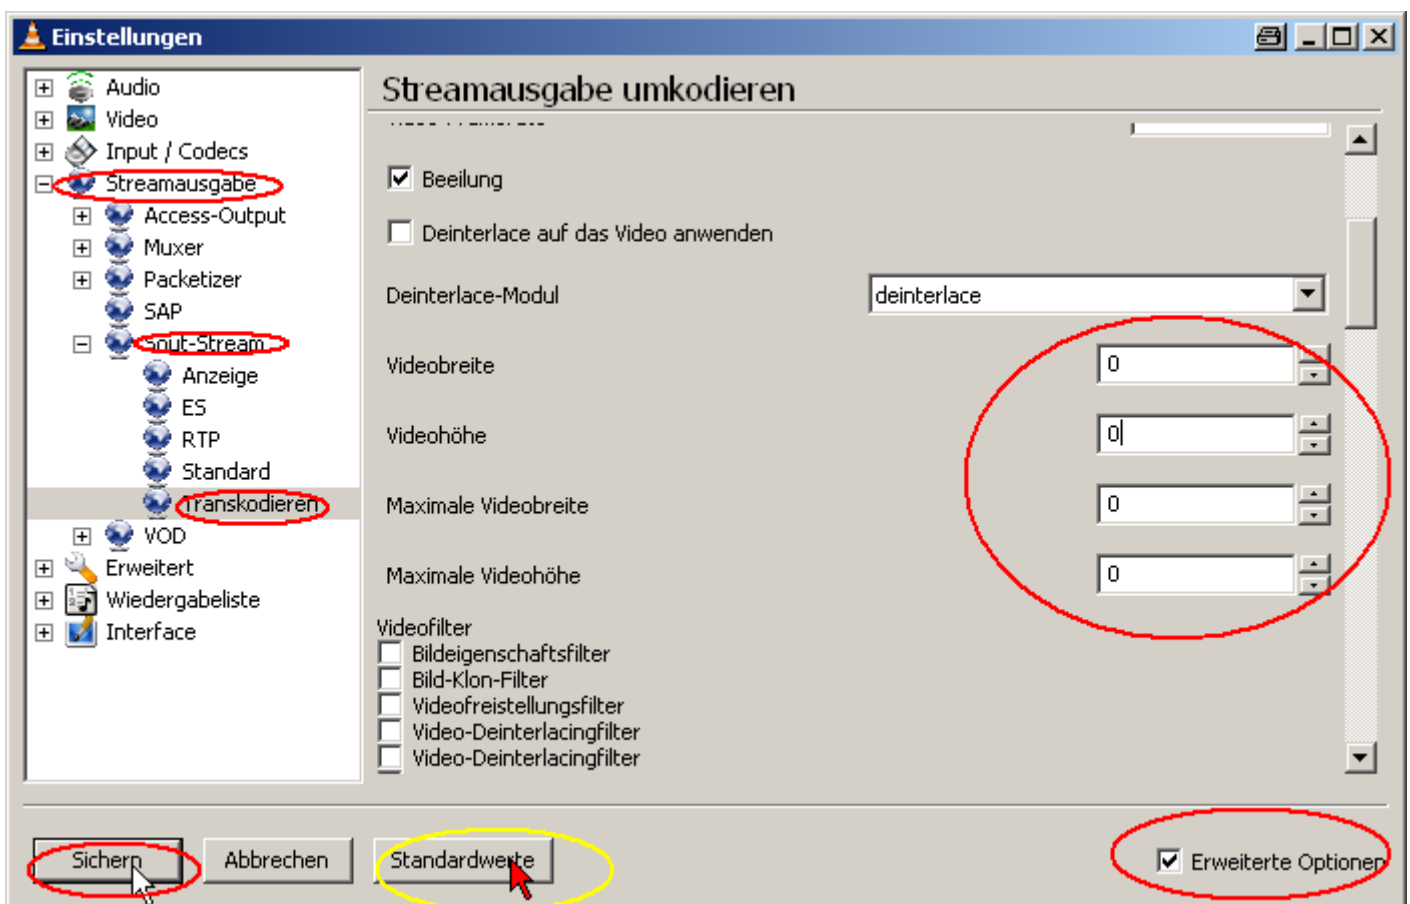 Einstellungen
Audio
Video
Input / Codecs
Streamausgabe
Access-Output
Muxer
Packetizer
SAP
Sout-Stream
Anzeige
ES
RTP
Standard
Transkodieren
VOD
Erweitert
Wiedergabeliste
Interface
Streamausgabe umkodieren
Beeilung
Deinterlace auf das Video anwenden
Deinterlace-Modul deinterlace
Videobreite 0
Videohöhe 0
Maximale Videobreite 0
Maximale Videohöhe 0
Videofilter
Bildeigenschaftsfilter
Bild-Klon-Filter
Videofreistellungsfilter
Video-Deinterlacingfilter
Video-Deinterlacingfilter
Sichern Abbrechen Standardwerte Erweiterte Optionen